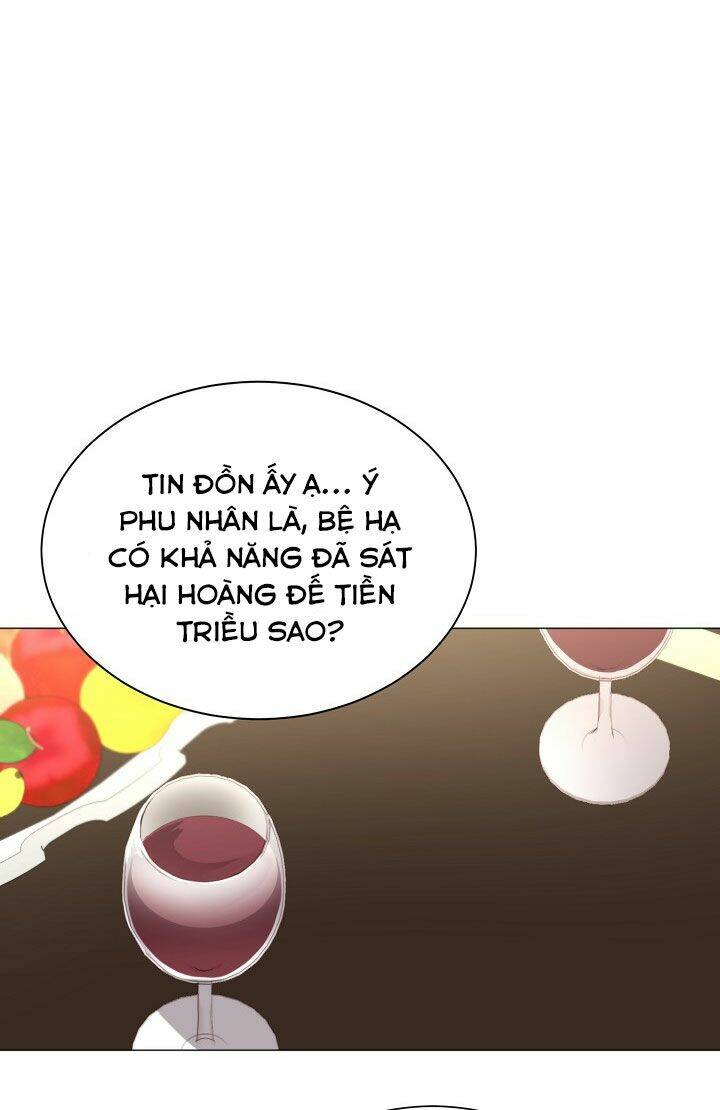 TIN ĐỒN ẤY Ạ... Ý
PHU NHÂN LÀ, BỆ HẠ
CÓ KHẢ NĂNG ĐÃ SÁT
HẠI HOÀNG ĐẾ TIỀN
TRIỀU SAO?